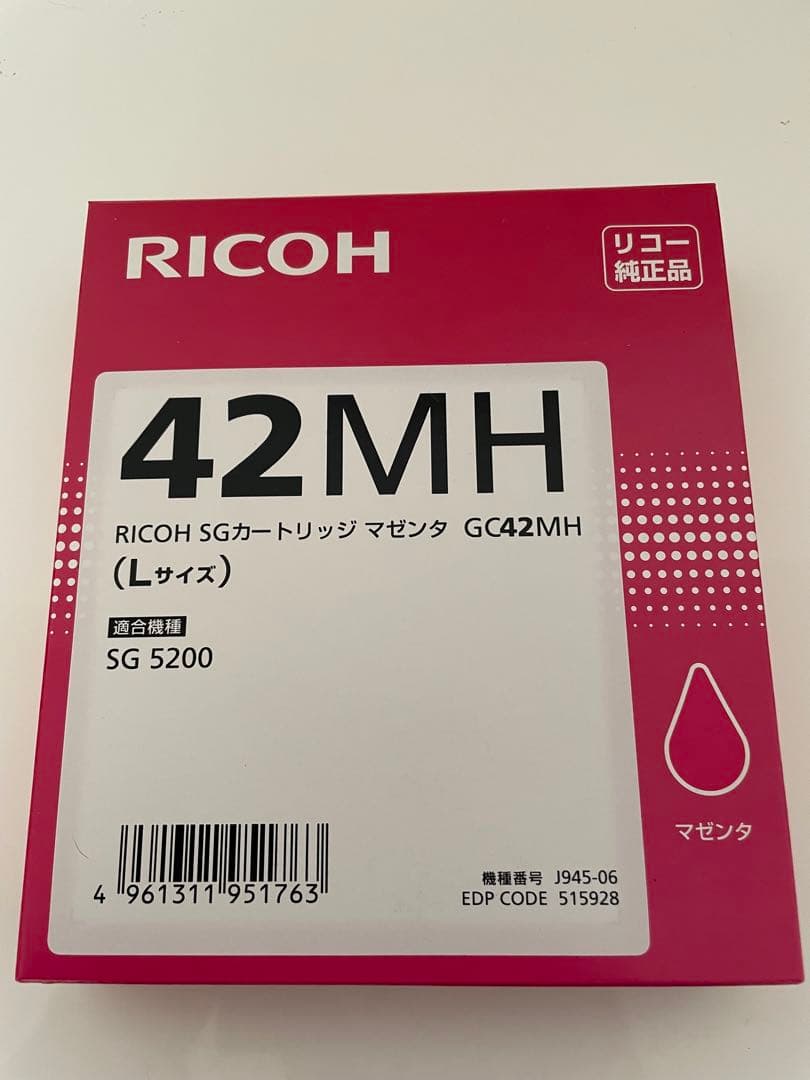 RICOH
リコー
純正品
42MH
RICOH SGカートリッジ マゼンタ GC42MH
(Lサイズ)
適合機種
SG 5200
マゼンタ
4 961311 951763
機種番号 J945-06
EDP CODE 515928